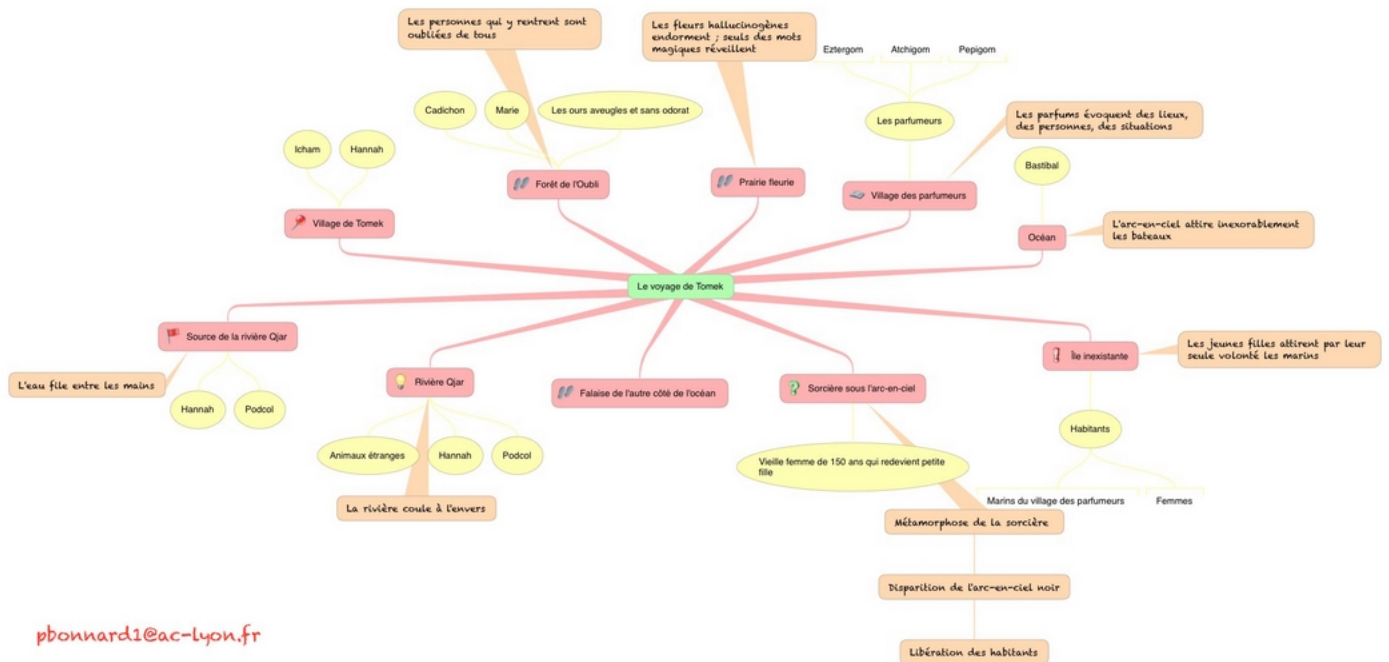 Les personnes qui y rentrent sont
oubliées de tous
Les fleurs hallucinogènes
endorment ; seuls des mots
magiques réveillent
Eztergom
Atchigom
Pepigom
Cadichon
Marie
Les ours aveugles et sans odorat
Les parfumeurs
Les parfums évoquent des lieux,
des personnes, des situations
Icham
Hannah
Bastibal
Forêt de l'Oubli
Prairie fleurie
Village des parfumeurs
Village de Tomek
Océan
L'arc-en-ciel attire inexorablement
les bateaux
Le voyage de Tomek
Source de la rivière Qjar
Île inexistante
Les jeunes filles attirent par leur
seule volonté les marins
L'eau file entre les mains
Rivière Qjar
Falaise de l'autre côté de l'océan
Sorcière sous l'arc-en-ciel
Hannah
Podcol
Habitants
Animaux étranges
Hannah
Podcol
Vieille femme de 150 ans qui redevient petite
fille
La rivière coule à l'envers
Marins du village des parfumeurs
Femmes
Métamorphose de la sorcière
Disparition de l'arc-en-ciel noir
Libération des habitants
pbonnard1@ac-lyon.fr